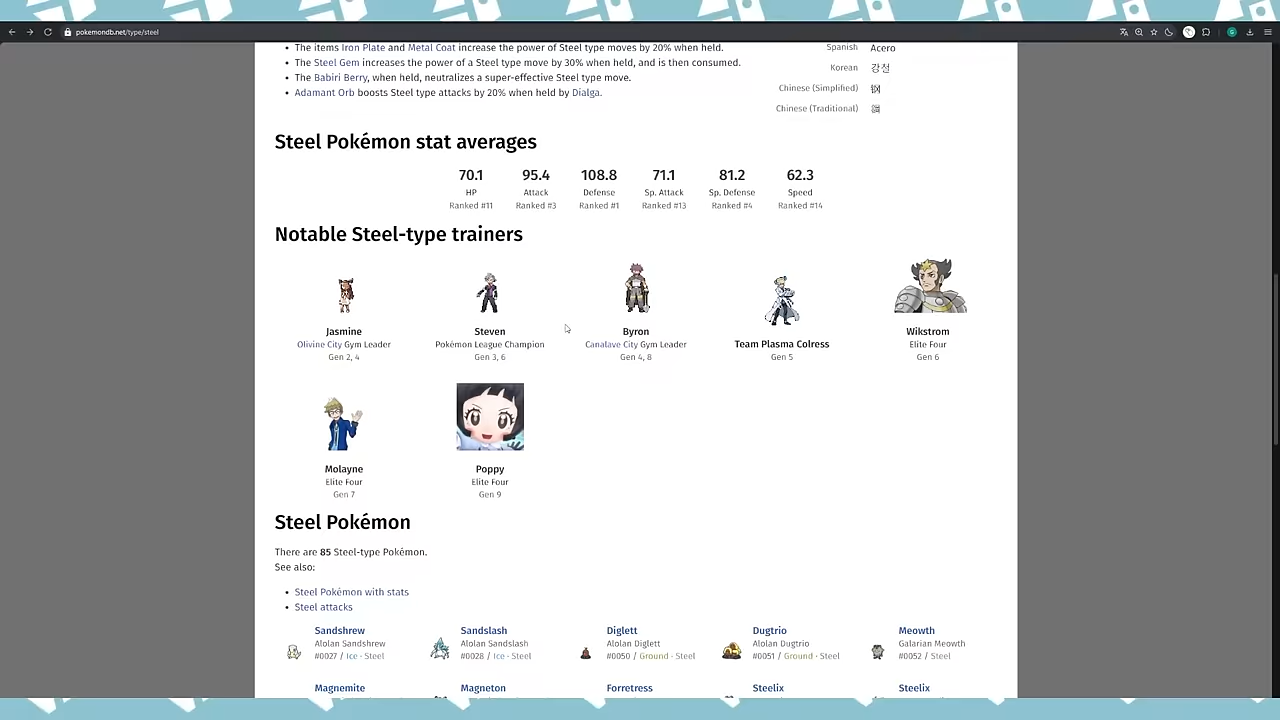 pokemondb.net/type/steel
The items Iron Plate and Metal Coat increase the power of Steel type moves by 20% when held.
The Steel Gem increases the power of a Steel type move by 30% when held, and is then consumed.
The Babiri Berry, when held, neutralizes a super-effective Steel type move.
Adamant Orb boosts Steel type attacks by 20% when held by Dialga.
Spanish Acero
Korean 강철
Chinese (Simplified)
Chinese (Traditional)
Steel Pokémon stat averages
70.1 95.4 108.8 71.1 81.2 62.3
HP Attack Defense Sp. Attack Sp. Defense Speed
Ranked #11 Ranked #3 Ranked #1 Ranked #13 Ranked #4 Ranked #14
Notable Steel-type trainers
Jasmine
Olivine City Gym Leader
Gen 2, 4
Steven
Pokémon League Champion
Gen 3, 6
Byron
Canalave City Gym Leader
Gen 4, 8
Team Plasma Colress
Gen 5
Wikstrom
Elite Four
Gen 6
Molayne
Elite Four
Gen 7
Poppy
Elite Four
Gen 9
Steel Pokémon
There are 85 Steel-type Pokémon.
See also:
Steel Pokémon with stats
Steel attacks
Sandshrew
Alolan Sandshrew
#0027 / Ice · Steel
Sandslash
Alolan Sandslash
#0028 / Ice · Steel
Diglett
Alolan Diglett
#0050 / Ground · Steel
Dugtrio
Alolan Dugtrio
#0051 / Ground · Steel
Meowth
Galarian Meowth
#0052 / Steel
Magnemite
Magneton
Forretress
Steelix
Steelix